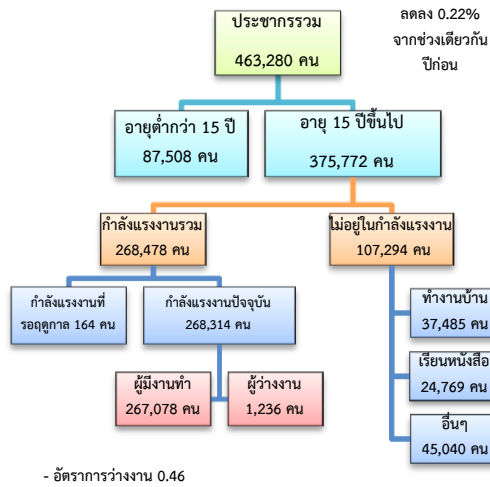 ประชากรรวม
463,280 คน
ลดลง 0.22%
จากช่วงเดียวกัน
ปีก่อน
อายุต่ำกว่า 15 ปี
87,508 คน
อายุ 15 ปีขึ้นไป
375,772 คน
กำลังแรงงานรวม
268,478 คน
ไม่อยู่ในกำลังแรงงาน
107,294 คน
กำลังแรงงานที่
รอฤดูกาล 164 คน
กำลังแรงงานปัจจุบัน
268,314 คน
ทำงานบ้าน
37,485 คน
ผู้มีงานทำ
267,078 คน
ผู้ว่างงาน
1,236 คน
เรียนหนังสือ
24,769 คน
อื่นๆ
45,040 คน
- อัตราการว่างงาน 0.46